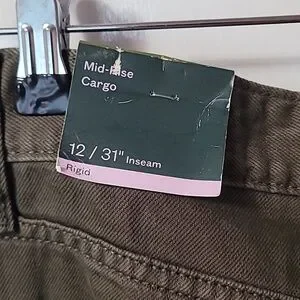 Mid-Rise
Cargo
12 / 31" Inseam
Rigid